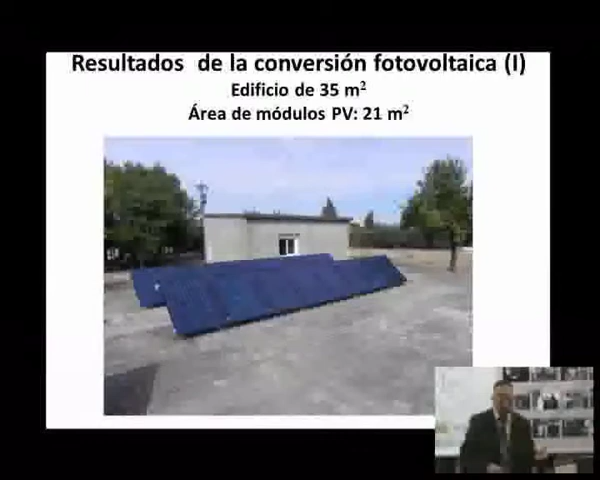 Resultados de la conversión fotovoltaica (I)
Edificio de 35 m²
Área de módulos PV: 21 m²